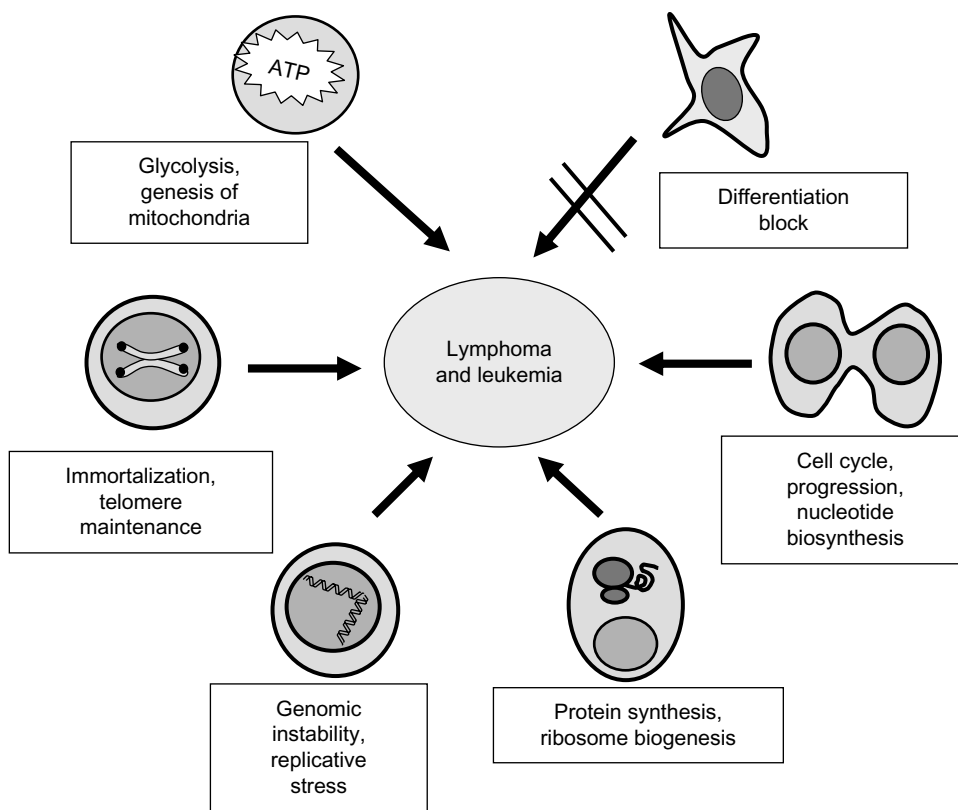 ATP
Glycolysis,
genesis of
mitochondria
Differentiation
block
Lymphoma
and leukemia
Immortalization,
telomere
maintenance
Cell cycle,
progression,
nucleotide
biosynthesis
Genomic
instability,
replicative
stress
Protein synthesis,
ribosome biogenesis